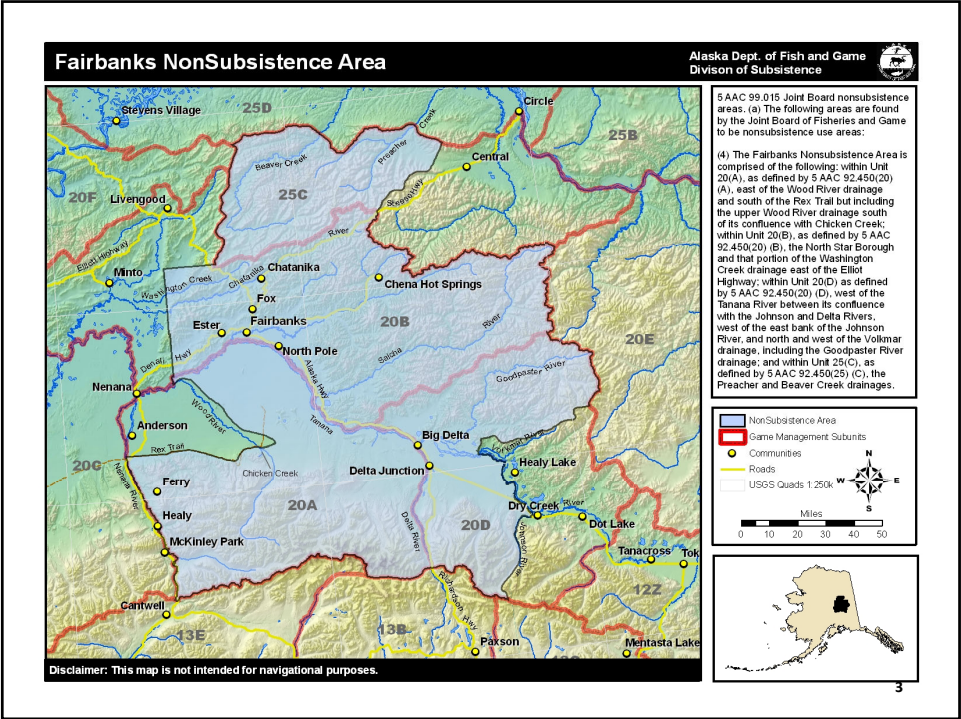 Fairbanks NonSubsistence Area
Alaska Dept. of Fish and Game
Divison of Subsistence
Stevens Village
25D
Circle
Creek
25B
Beaver Creek
Preacher
Central
20F
Livengood
25C
Steese Hwy
River
Elliott Highway
Minto
Washington Creek
Chatanika
Chatanika
Chena Hot Springs
Fox
Ester
Fairbanks
20B
River
20E
North Pole
Denali Hwy
Salcha
Goodpaster River
Nenana
Alaska Hwy
Wood River
Tanana
Anderson
Big Delta
Volkmar River
Rex Trail
20C
Chicken Creek
Delta Junction
Healy Lake
Nenana River
Ferry
20A
Dry Creek
River
Healy
20D
Dot Lake
Delta River
Johnson River
McKinley Park
Tanacross
Tok
Richardson Hwy
12Z
Cantwell
13E
13B
Paxson
Mentasta Lake
Disclaimer: This map is not intended for navigational purposes.
5 AAC 99.015 Joint Board nonsubsistence
areas. (a) The following areas are found
by the Joint Board of Fisheries and Game
to be nonsubsistence use areas:
(4) The Fairbanks Nonsubsistence Area is
comprised of the following: within Unit
20(A), as defined by 5 AAC 92.450(20)
(A), east of the Wood River drainage
and south of the Rex Trail but including
the upper Wood River drainage south
of its confluence with Chicken Creek;
within Unit 20(B), as defined by 5 AAC
92.450(20) (B), the North Star Borough
and that portion of the Washington
Creek drainage east of the Elliot
Highway; within Unit 20(D) as defined
by 5 AAC 92.450(20) (D), west of the
Tanana River between its confluence
with the Johnson and Delta Rivers,
west of the east bank of the Johnson
River, and north and west of the Volkmar
drainage, including the Goodpaster River
drainage; and within Unit 25(C), as
defined by 5 AAC 92.450(25) (C), the
Preacher and Beaver Creek drainages.
NonSubsistence Area
Game Management Subunits
Communities
Roads
USGS Quads 1:250k
N
W
E
S
Miles
0 10 20 30 40 50
3